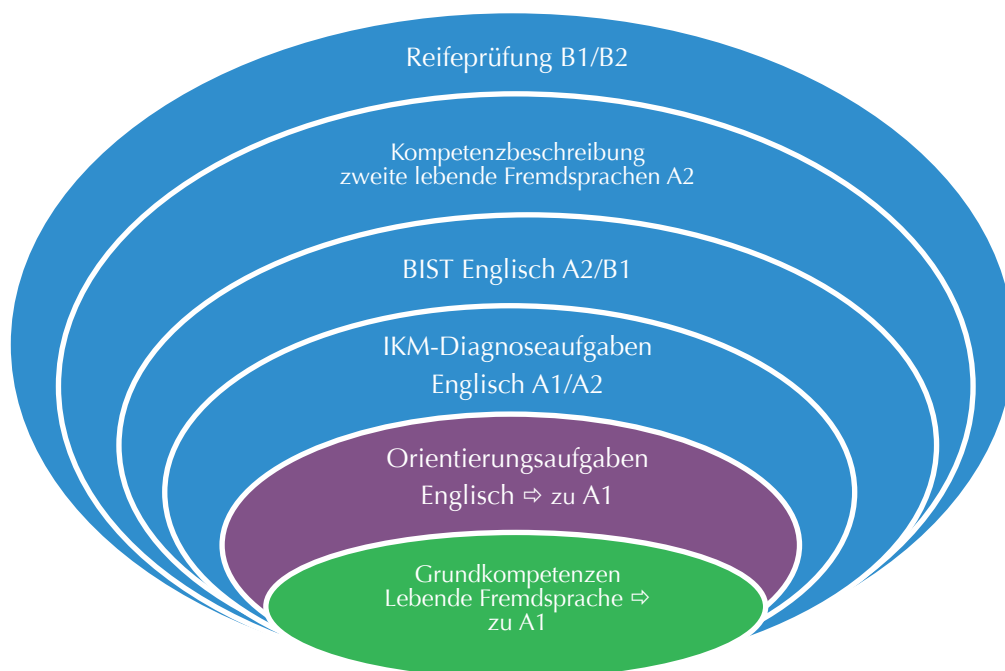 Reifeprüfung B1/B2
Kompetenzbeschreibung
zweite lebende Fremdsprachen A2
BIST Englisch A2/B1
IKM-Diagnoseaufgaben
Englisch A1/A2
Orientierungsaufgaben
Englisch ⇨ zu A1
Grundkompetenzen
Lebende Fremdsprache ⇨
zu A1